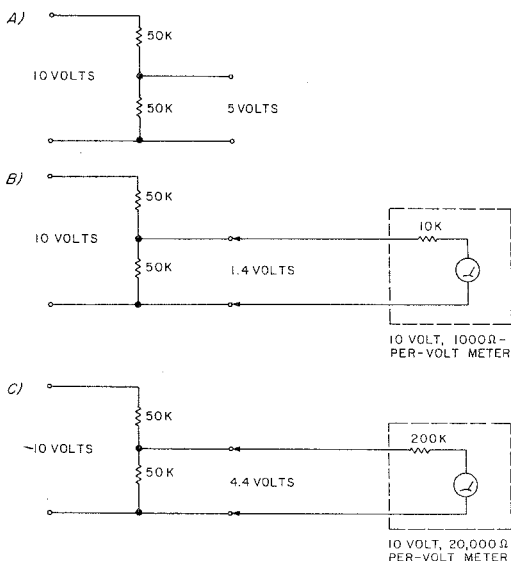 A)
50K
10 VOLTS
50K
5 VOLTS
B)
50K
10 VOLTS
10K
50K
1.4 VOLTS
10 VOLT, 1000Ω-
PER-VOLT METER
C)
50K
10 VOLTS
200K
50K
4.4 VOLTS
10 VOLT, 20,000Ω
PER-VOLT METER